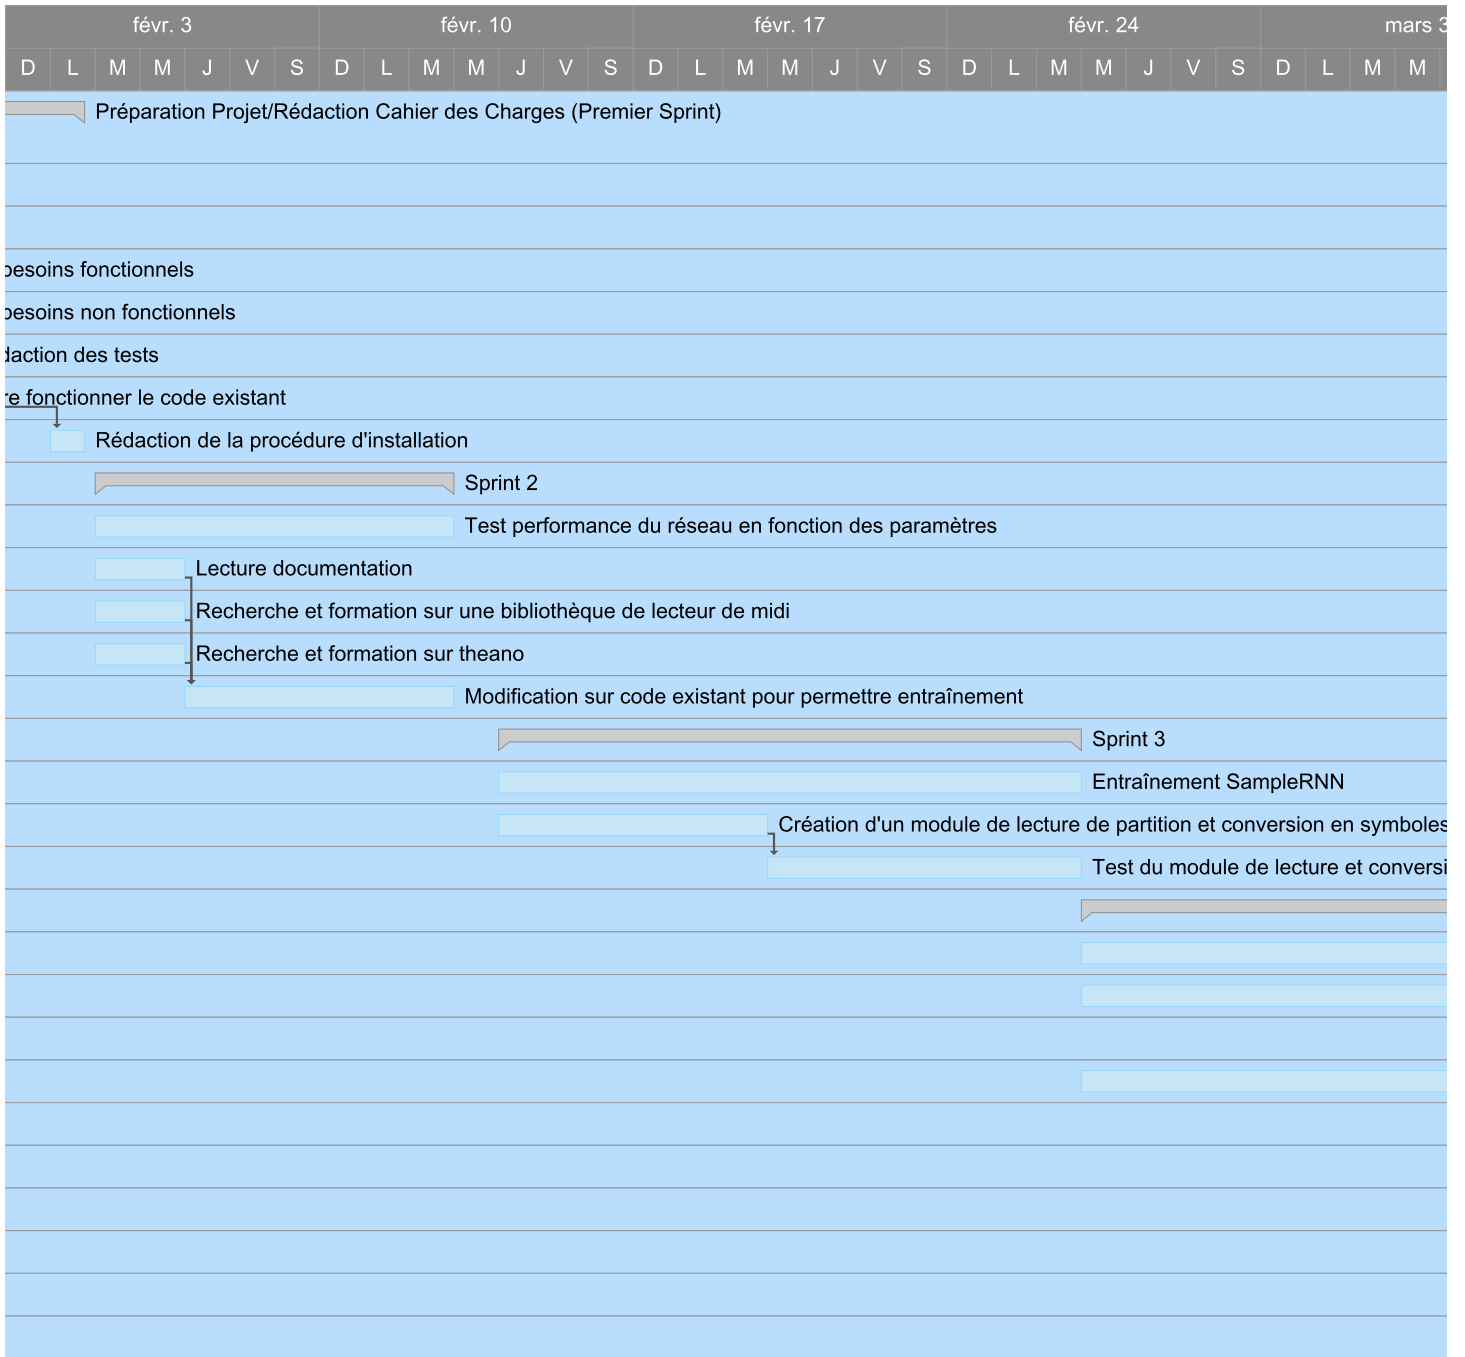 févr. 3 févr. 10 févr. 17 févr. 24 mars 3
D L M M J V S D L M M J V S D L M M J V S D L M M J V S D L M M
Préparation Projet/Rédaction Cahier des Charges (Premier Sprint)
besoins fonctionnels
besoins non fonctionnels
daction des tests
re fonctionner le code existant
Rédaction de la procédure d'installation
Sprint 2
Test performance du réseau en fonction des paramètres
Lecture documentation
Recherche et formation sur une bibliothèque de lecteur de midi
Recherche et formation sur theano
Modification sur code existant pour permettre entraînement
Sprint 3
Entraînement SampleRNN
Création d'un module de lecture de partition et conversion en symboles
Test du module de lecture et conversi